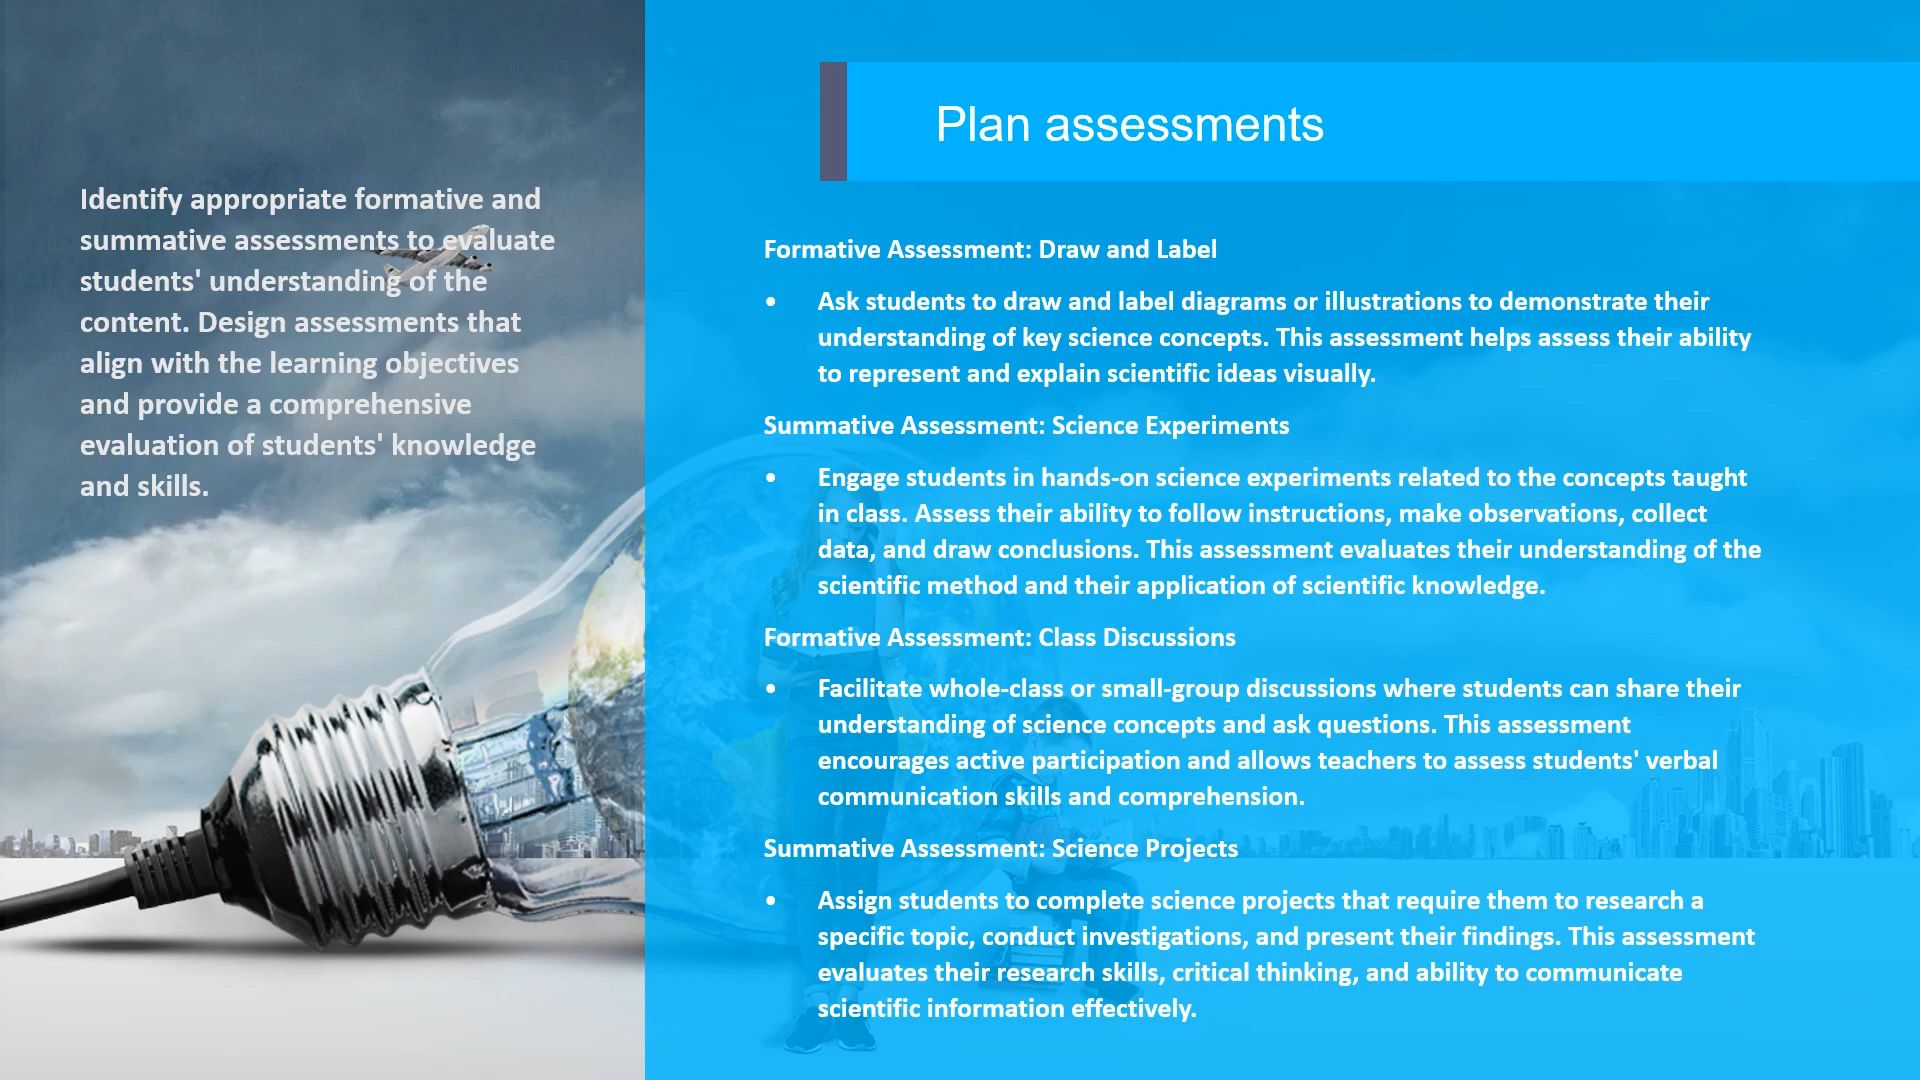 Identify appropriate formative and
summative assessments to evaluate
students' understanding of the
content. Design assessments that
align with the learning objectives
and provide a comprehensive
evaluation of students' knowledge
and skills.
Plan assessments
Formative Assessment: Draw and Label
• Ask students to draw and label diagrams or illustrations to demonstrate their
understanding of key science concepts. This assessment helps assess their ability
to represent and explain scientific ideas visually.
Summative Assessment: Science Experiments
• Engage students in hands-on science experiments related to the concepts taught
in class. Assess their ability to follow instructions, make observations, collect
data, and draw conclusions. This assessment evaluates their understanding of the
scientific method and their application of scientific knowledge.
Formative Assessment: Class Discussions
• Facilitate whole-class or small-group discussions where students can share their
understanding of science concepts and ask questions. This assessment
encourages active participation and allows teachers to assess students' verbal
communication skills and comprehension.
Summative Assessment: Science Projects
• Assign students to complete science projects that require them to research a
specific topic, conduct investigations, and present their findings. This assessment
evaluates their research skills, critical thinking, and ability to communicate
scientific information effectively.